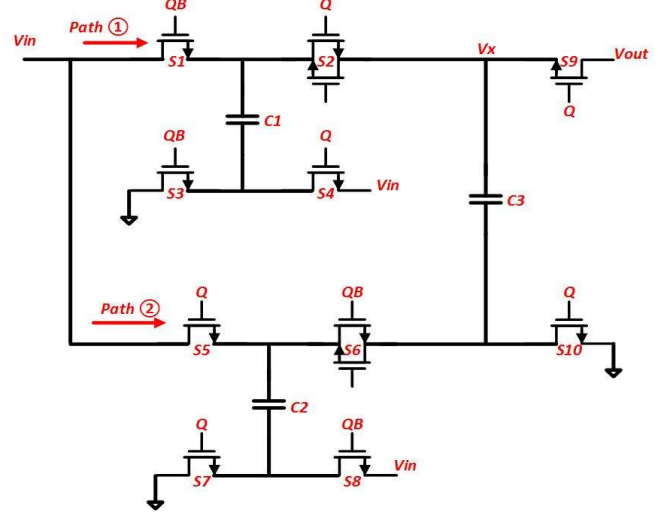 QB
Q
Path ①
Vin
S1
S2
Vx
S9
Vout
Q
C1
QB
Q
S3
S4
Vin
C3
Path ②
Q
QB
Q
S5
S6
S10
C2
Q
QB
S7
S8
Vin